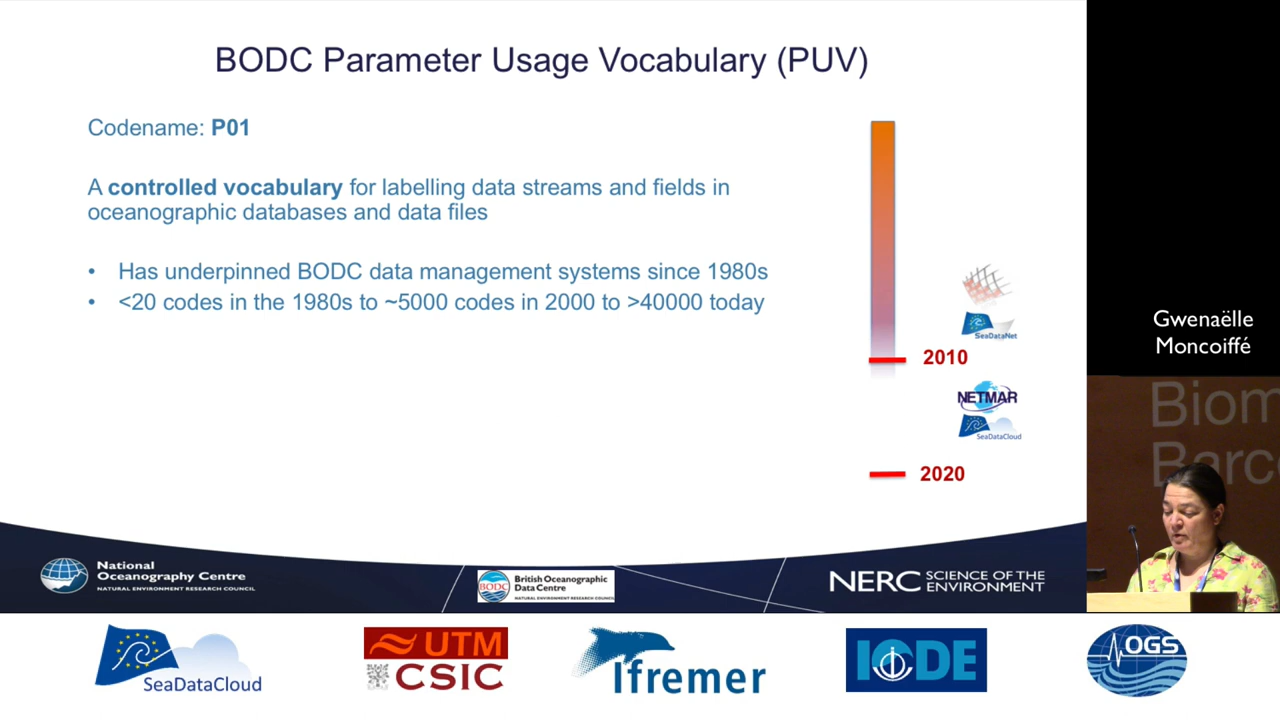 BODC Parameter Usage Vocabulary (PUV)
Codename: P01
A controlled vocabulary for labelling data streams and fields in
oceanographic databases and data files
• Has underpinned BODC data management systems since 1980s
• <20 codes in the 1980s to ~5000 codes in 2000 to >40000 today
SeaDataNet
2010
NETMAR
SeaDataCloud
2020
Gwenaëlle
Moncoiffé
Biom
Barc
National
Oceanography Centre
NATURAL ENVIRONMENT RESEARCH COUNCIL
BODC
British Oceanographic
Data Centre
NATURAL ENVIRONMENT RESEARCH COUNCIL
NERC SCIENCE OF THE
ENVIRONMENT
SeaDataCloud
UTM
CSIC
Ifremer
IODE
OGS